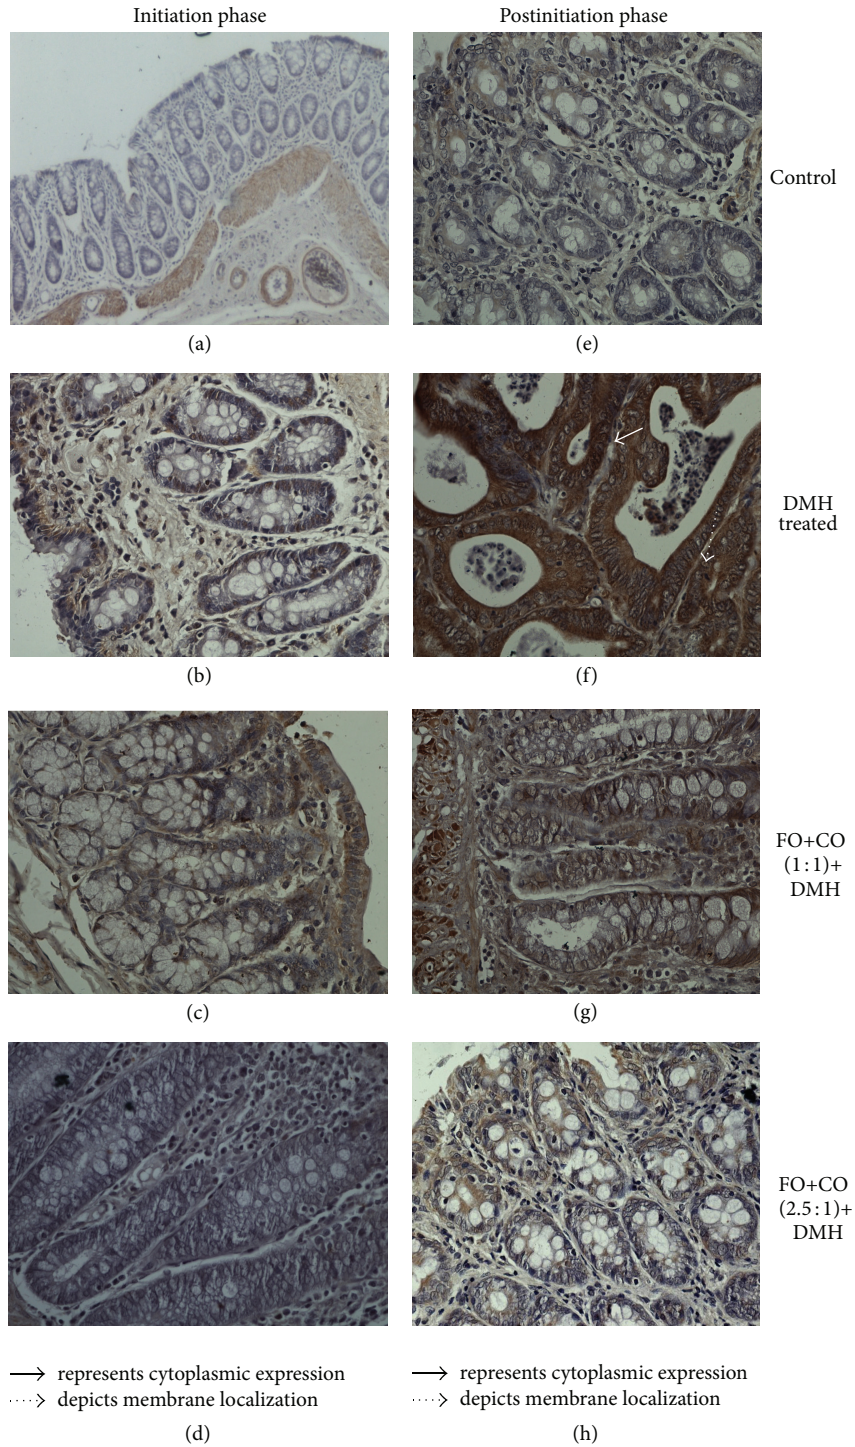 Initiation phase
Postinitiation phase
Control
(a)
(e)
DMH
treated
(b)
(f)
FO+CO
(1:1)+
DMH
(c)
(g)
FO+CO
(2.5:1)+
DMH
represents cytoplasmic expression
depicts membrane localization
represents cytoplasmic expression
depicts membrane localization
(d)
(h)